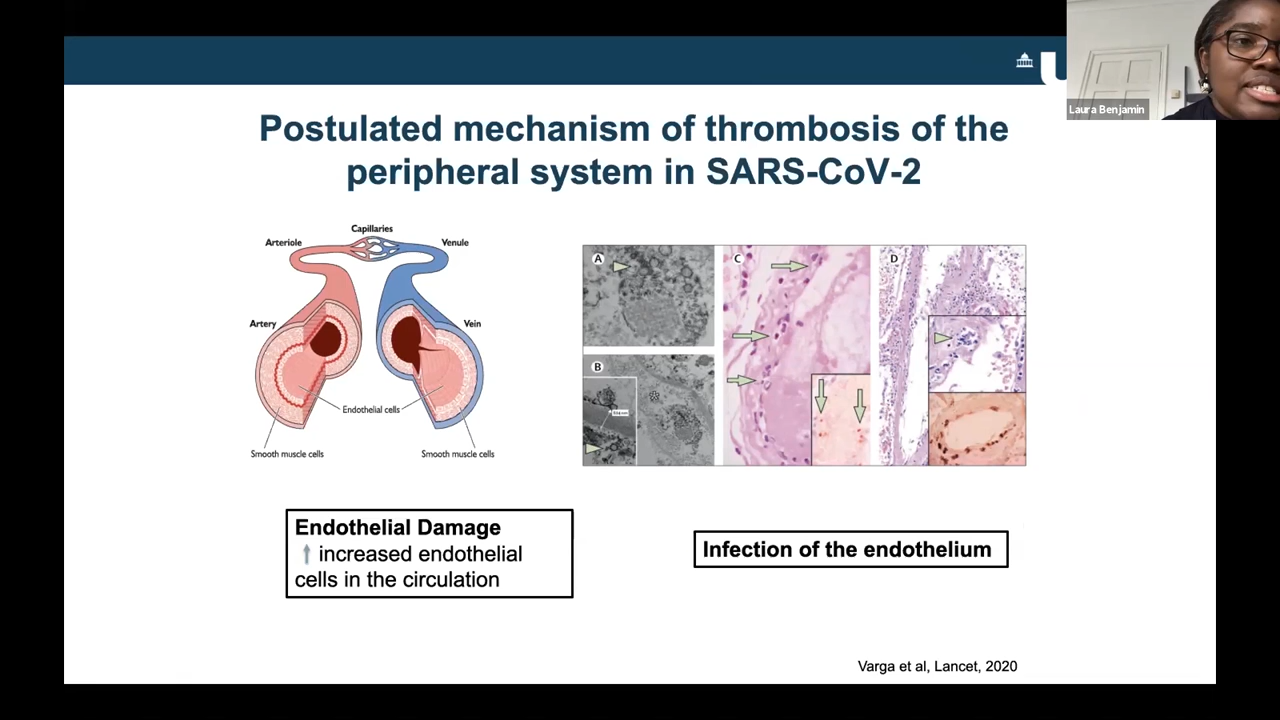 Laura Benjamin
Postulated mechanism of thrombosis of the
peripheral system in SARS-CoV-2
Capillaries
Arteriole
Venule
Artery
Vein
Endothelial cells
Smooth muscle cells
Smooth muscle cells
A
B
C
D
Endothelial Damage
↑ increased endothelial
cells in the circulation
Infection of the endothelium
Varga et al, Lancet, 2020